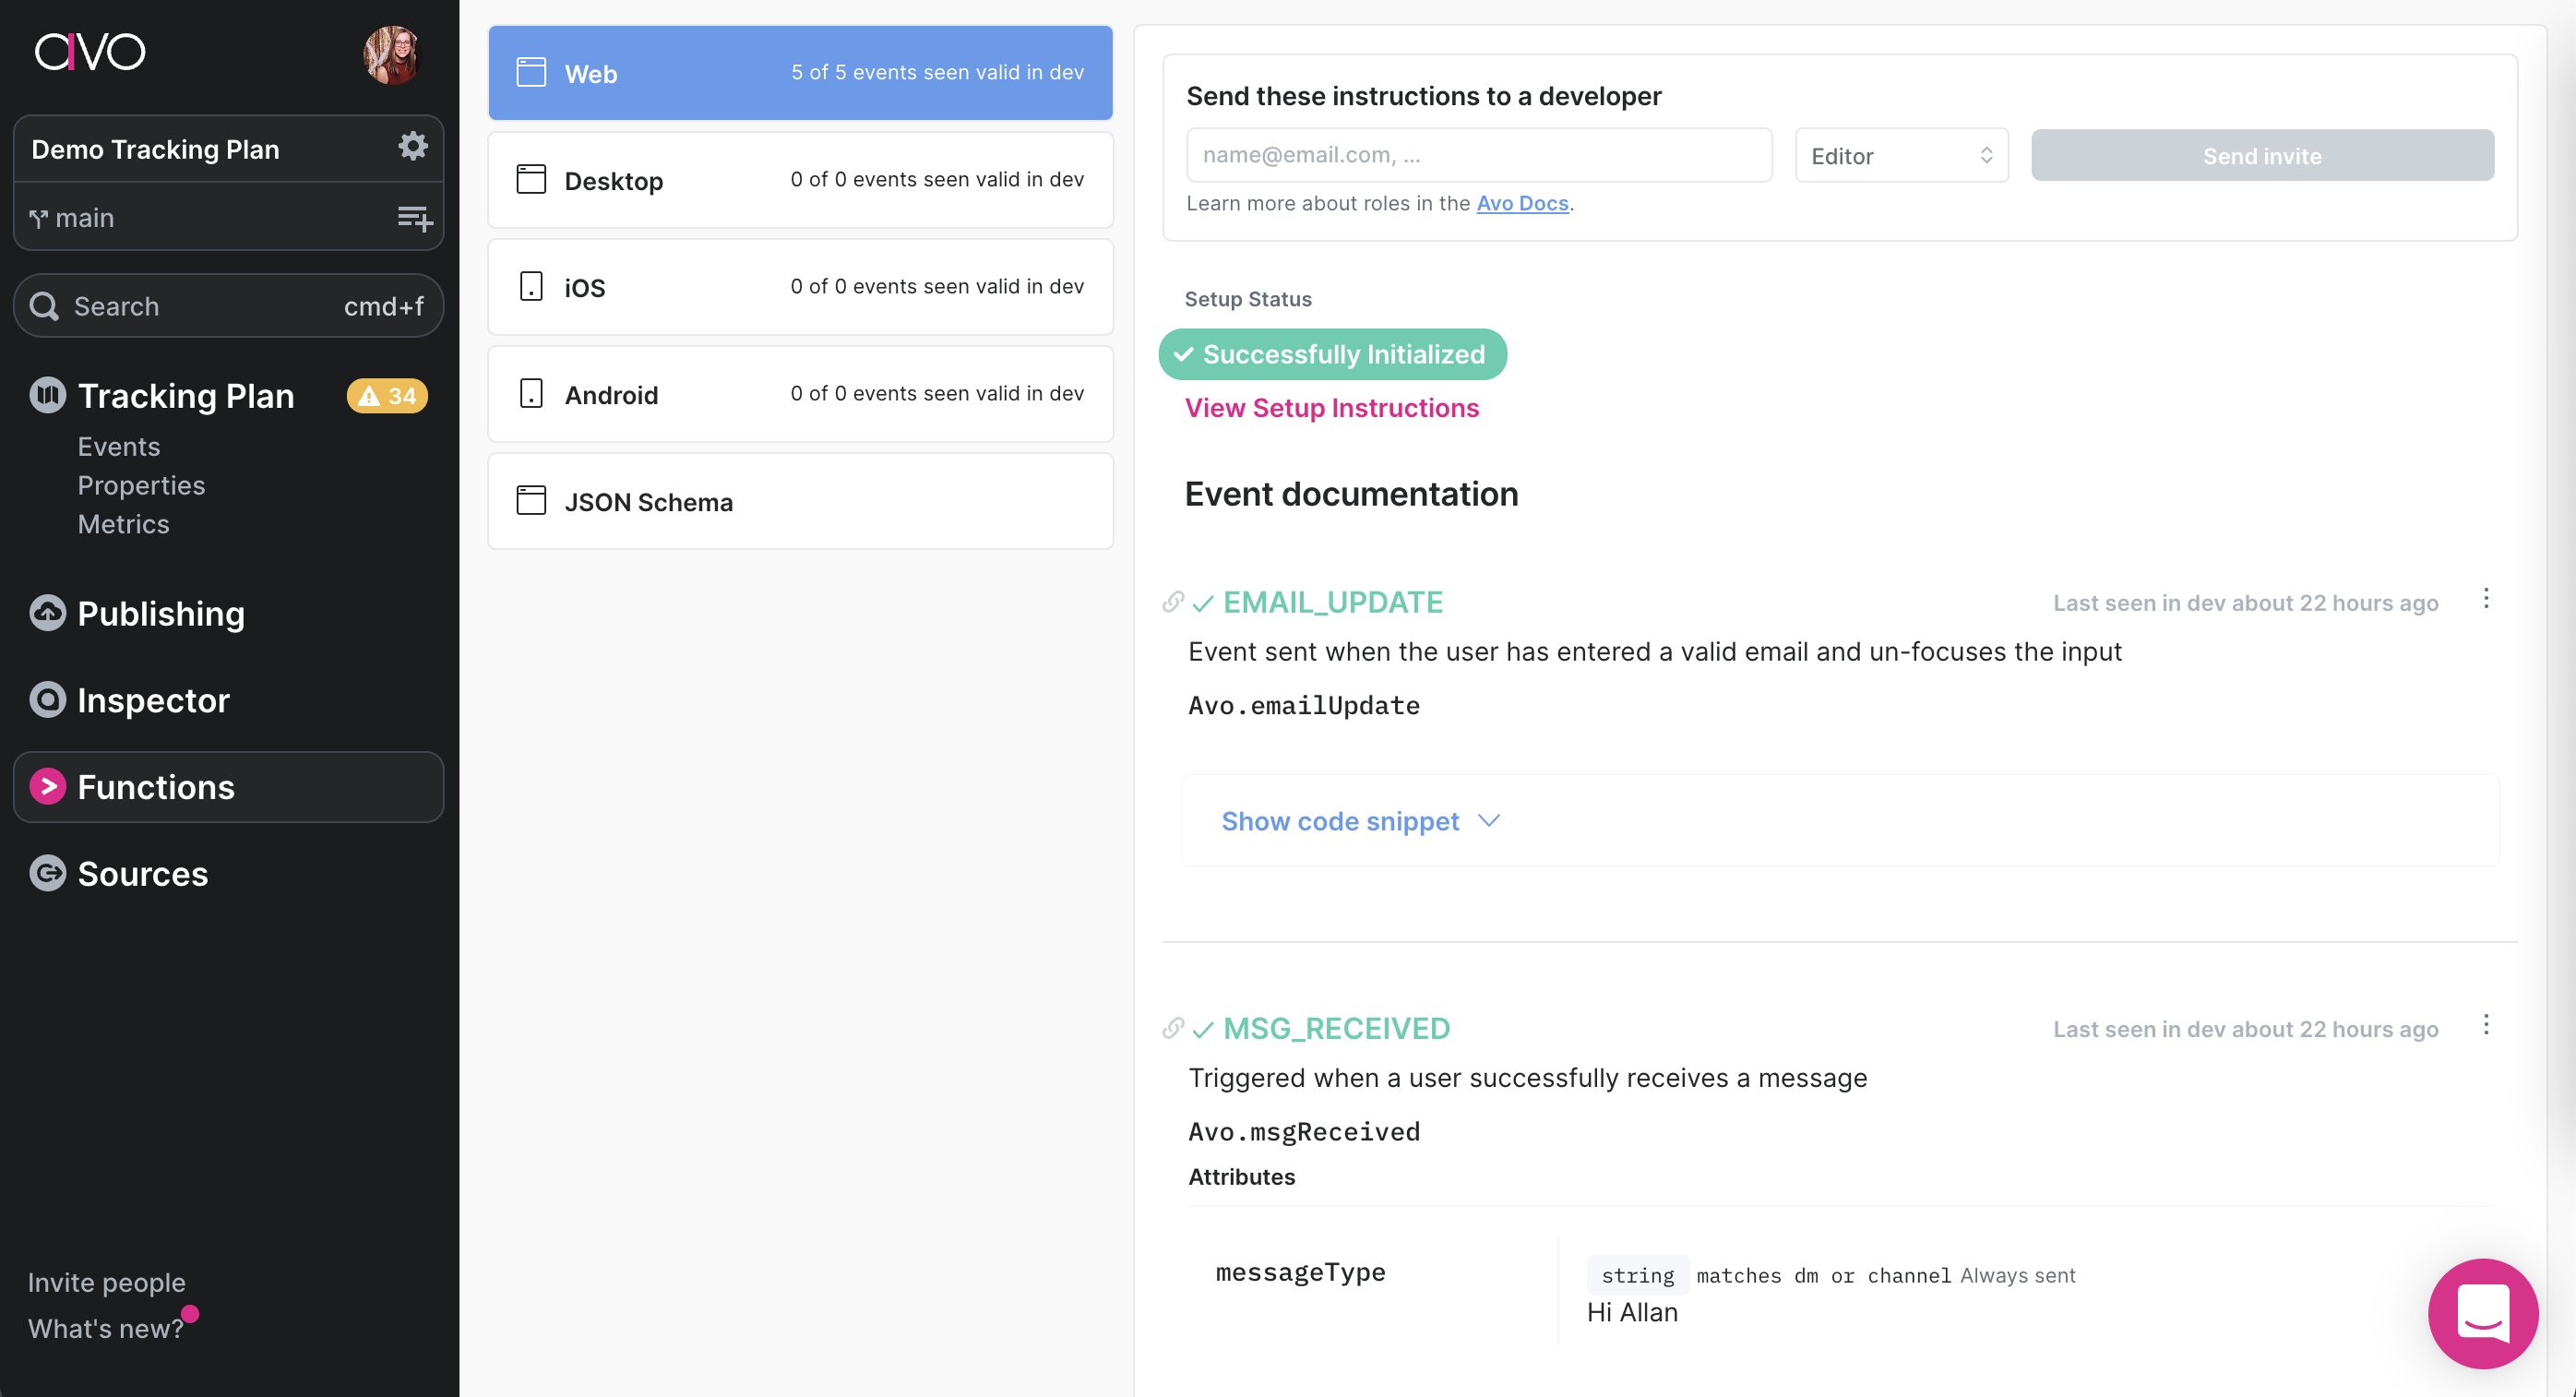 avo
Demo Tracking Plan
main
Search cmd+f
Tracking Plan 34
Events
Properties
Metrics
Publishing
Inspector
Functions
Sources
Invite people
What's new?
Web 5 of 5 events seen valid in dev
Desktop 0 of 0 events seen valid in dev
iOS 0 of 0 events seen valid in dev
Android 0 of 0 events seen valid in dev
JSON Schema
Send these instructions to a developer
name@email.com, ... Editor Send invite
Learn more about roles in the Avo Docs.
Setup Status
Successfully Initialized
View Setup Instructions
Event documentation
EMAIL_UPDATE Last seen in dev about 22 hours ago
Event sent when the user has entered a valid email and un-focuses the input
Avo.emailUpdate
Show code snippet
MSG_RECEIVED Last seen in dev about 22 hours ago
Triggered when a user successfully receives a message
Avo.msgReceived
Attributes
messageType string matches dm or channel Always sent
Hi Allan